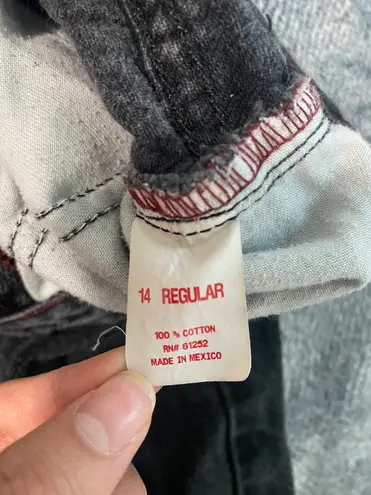 14 REGULAR
100 % COTTON
RN# 61252
MADE IN MEXICO